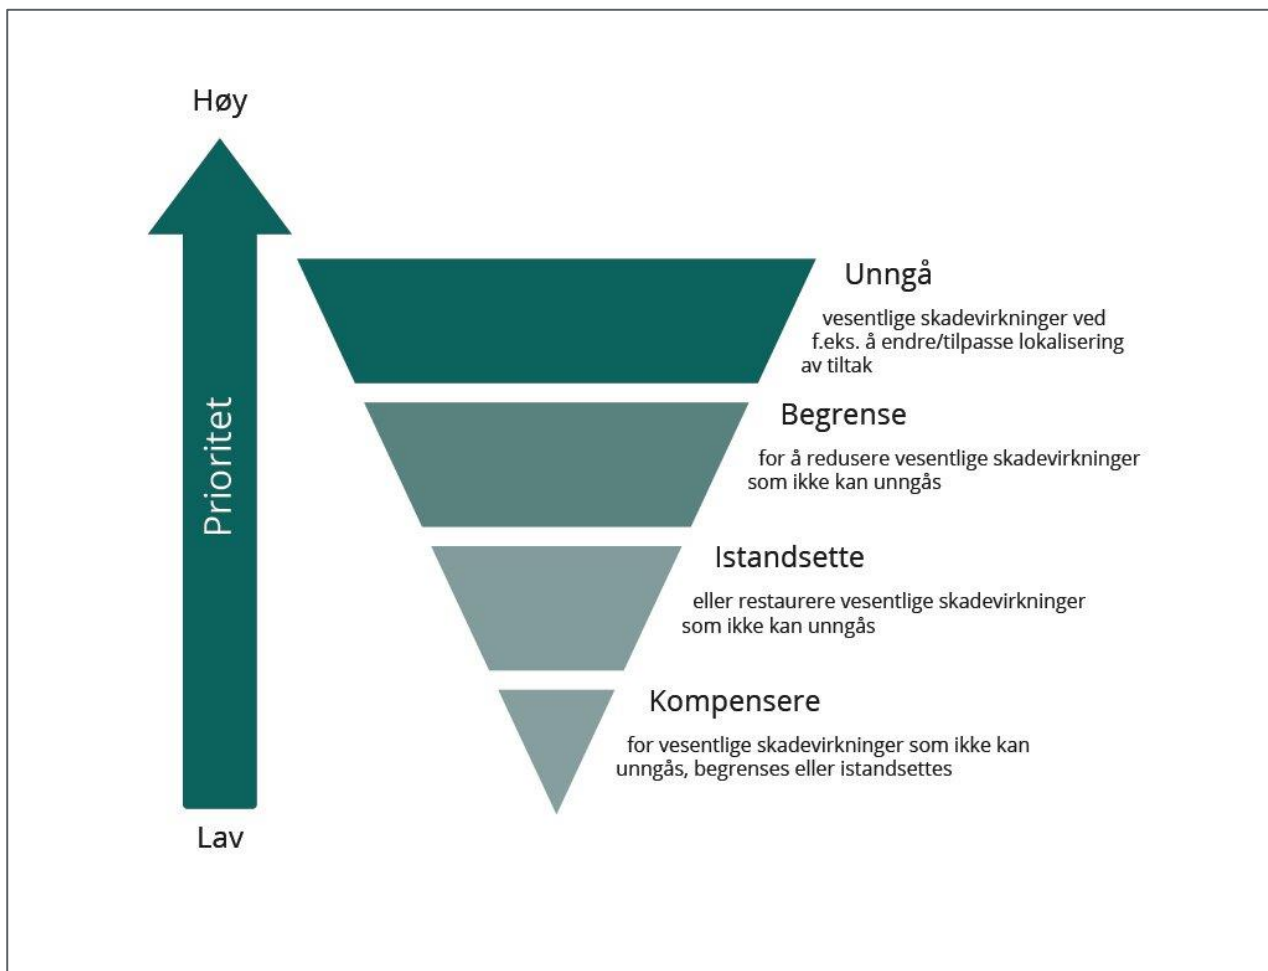 Høy
Prioritet
Lav
Unngå
vesentlige skadevirkninger ved
f.eks. å endre/tilpasse lokalisering
av tiltak
Begrense
for å redusere vesentlige skadevirkninger
som ikke kan unngås
Istandsette
eller restaurere vesentlige skadevirkninger
som ikke kan unngås
Kompensere
for vesentlige skadevirkninger som ikke kan
unngås, begrenses eller istandsettes